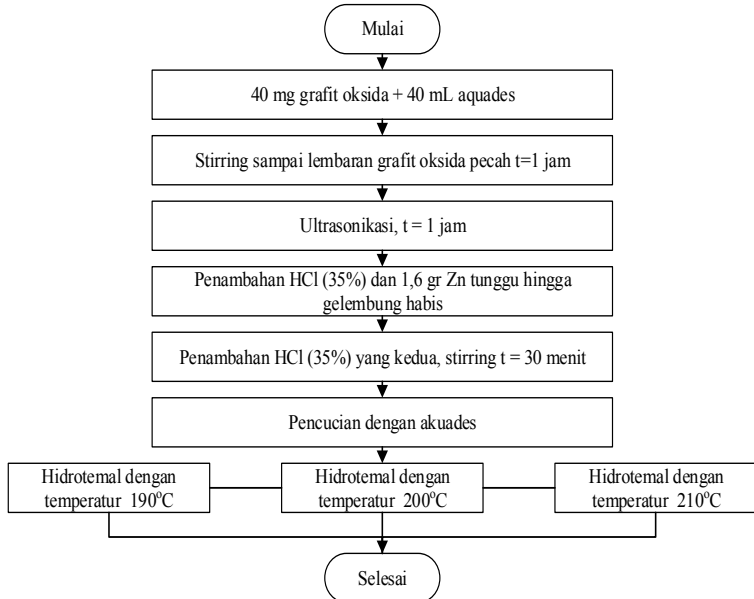 Mulai
40 mg grafit oksida + 40 mL aquades
Stirring sampai lembaran grafit oksida pecah t=1 jam
Ultrasonikasi, t = 1 jam
Penambahan HCl (35%) dan 1,6 gr Zn tunggu hingga
gelembung habis
Penambahan HCl (35%) yang kedua, stirring t = 30 menit
Pencucian dengan akuades
Hidrotemal dengan
temperatur 190°C
Hidrotemal dengan
temperatur 200°C
Hidrotemal dengan
temperatur 210°C
Selesai